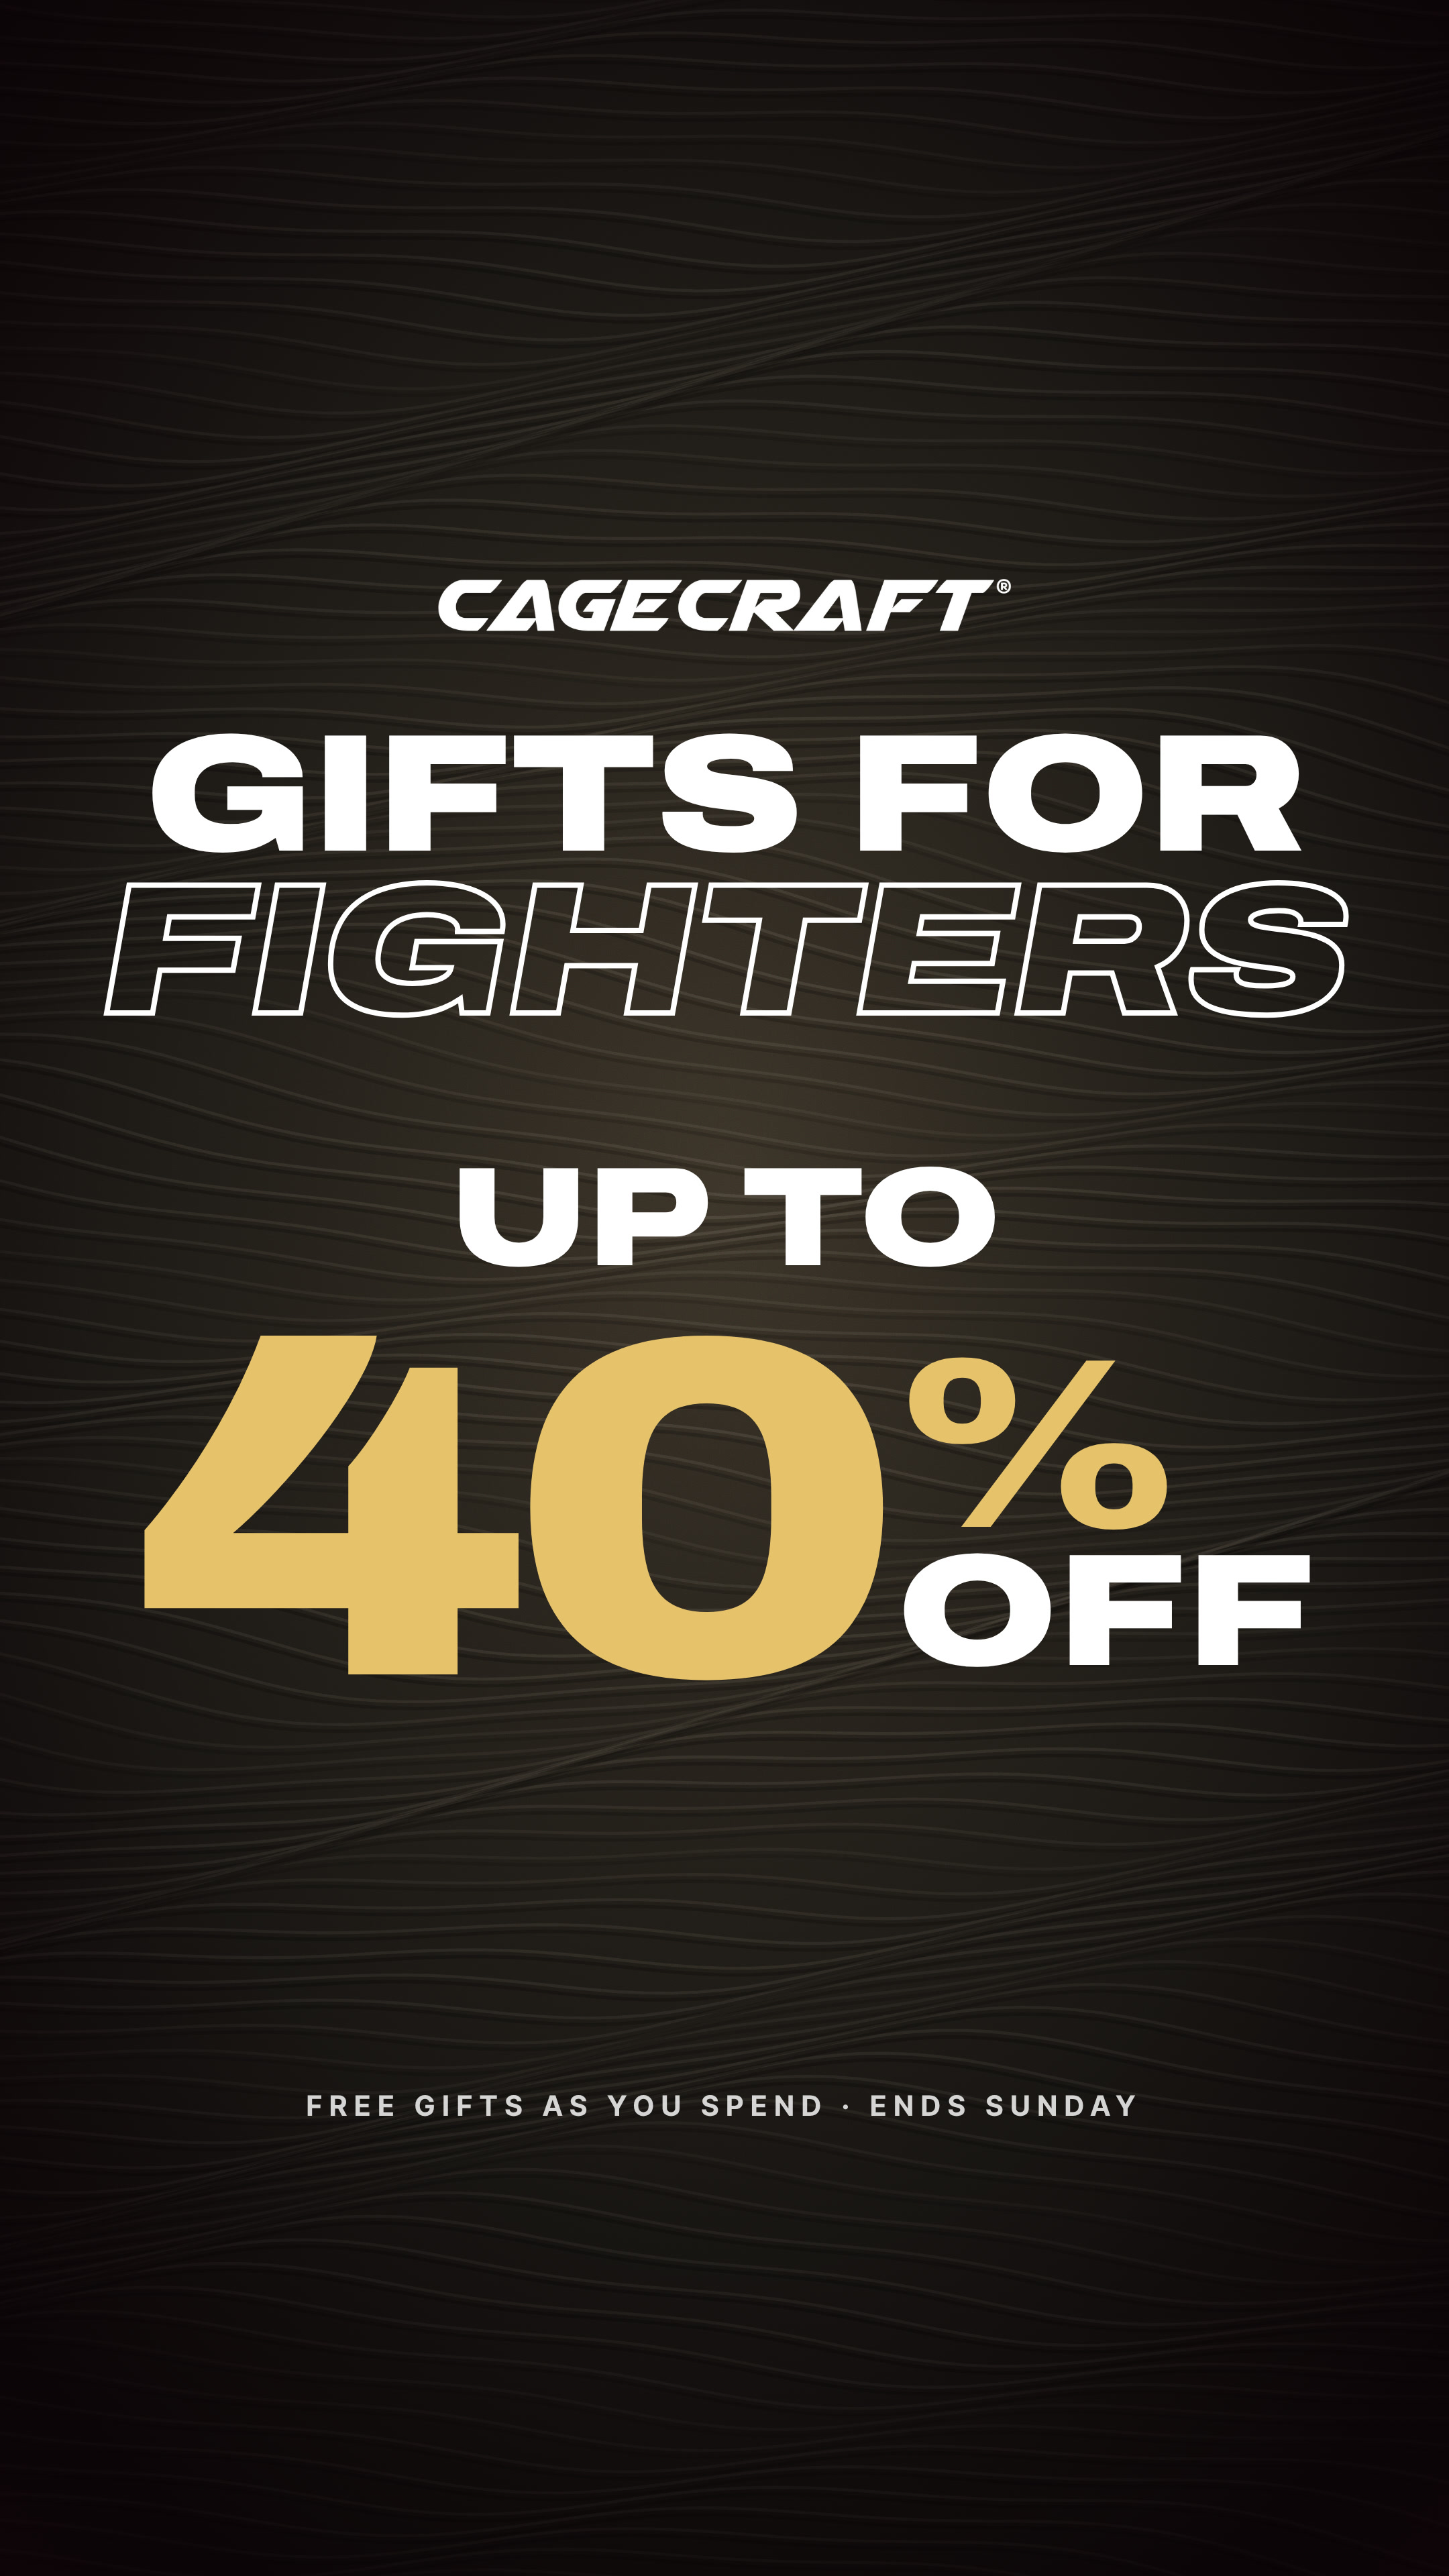 CAGECRAFT®
GIFTS FOR
FIGHTERS
UP TO
40%
OFF
FREE GIFTS AS YOU SPEND · ENDS SUNDAY